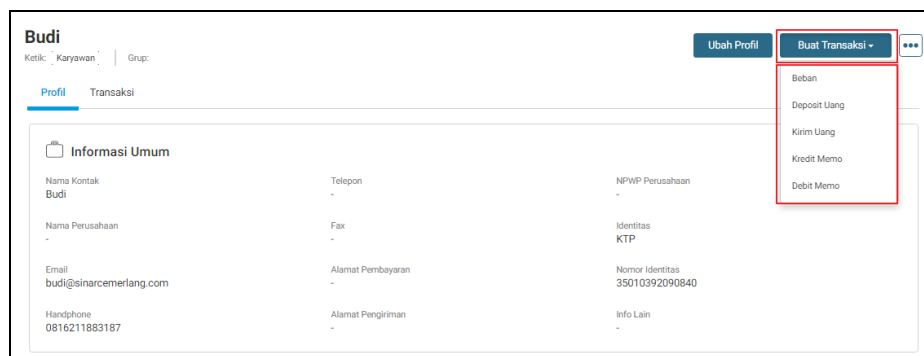 Budi
Ubah Profil
Buat Transaksi
Ketik: Karyawan Grup:
Beban
Profil Transaksi
Deposit Uang
Kirim Uang
Informasi Umum
Kredit Memo
Nama Kontak Telepon NPWP Perusahaan
Debit Memo
Budi - -
Nama Perusahaan Fax Identitas
- - KTP
Email Alamat Pembayaran Nomor Identitas
budi@sinarcemerlang.com - 35010392090840
Handphone Alamat Pengiriman Info Lain
0816211883187 - -